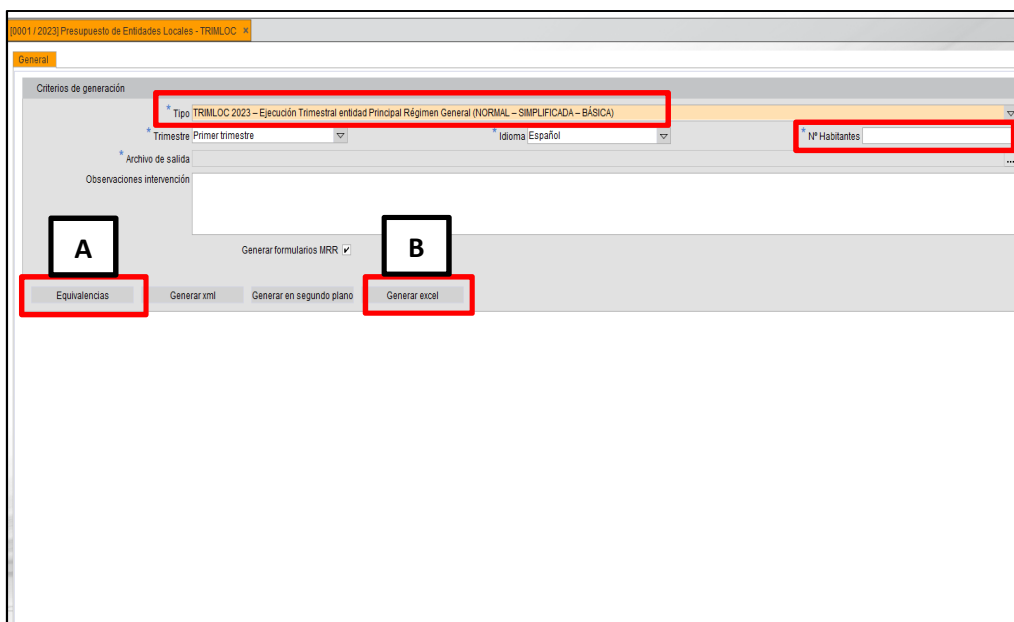 [0001 / 2023] Presupuesto de Entidades Locales - TRIMLOC ×
General
Criterios de generación
* Tipo TRIMLOC 2023 – Ejecución Trimestral entidad Principal Régimen General (NORMAL – SIMPLIFICADA – BÁSICA)
* Trimestre Primer trimestre * Idioma Español * Nº Habitantes
* Archivo de salida ...
Observaciones intervención
A B
Generar formularios MRR
Equivalencias Generar xml Generar en segundo plano Generar excel